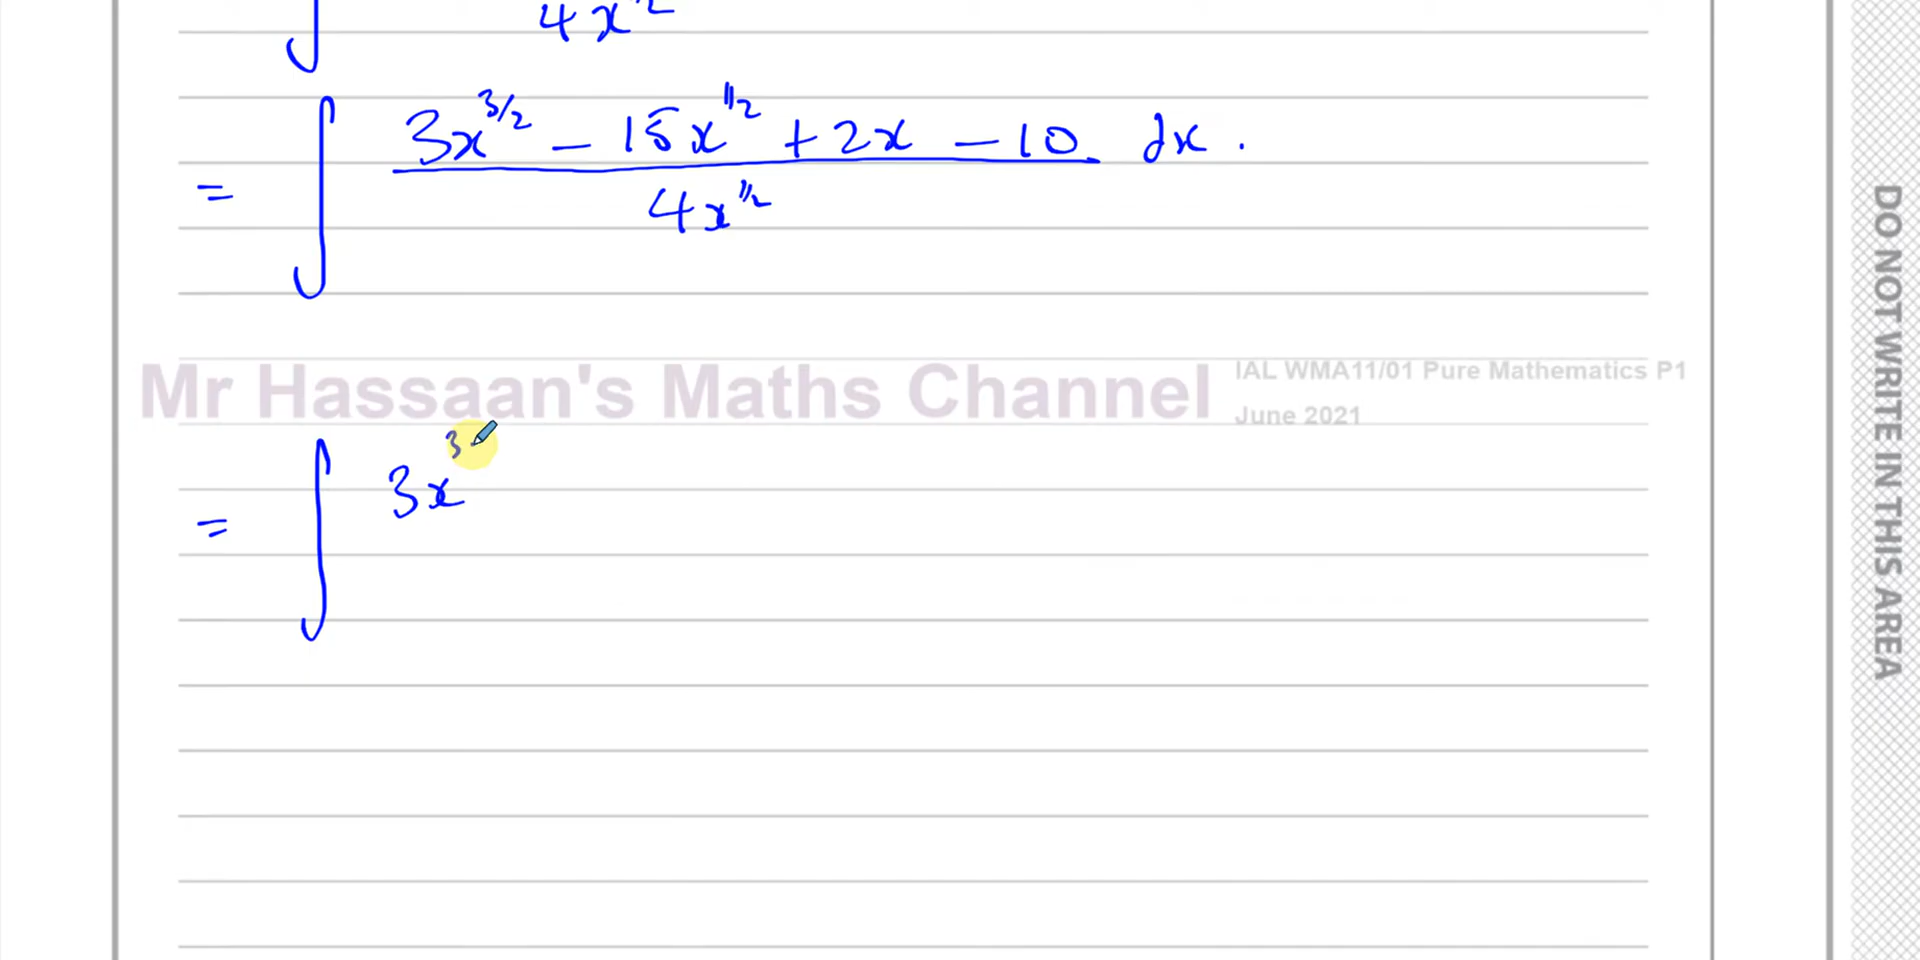 ∫ 4x^2
= ∫ (3x^{3/2} - 15x^{1/2} + 2x - 10) / (4x^{1/2}) dx.
Mr Hassaan's Maths Channel
IAL WMA11/01 Pure Mathematics P1
June 2021
= ∫ 3x^3
DO NOT WRITE IN THIS AREA